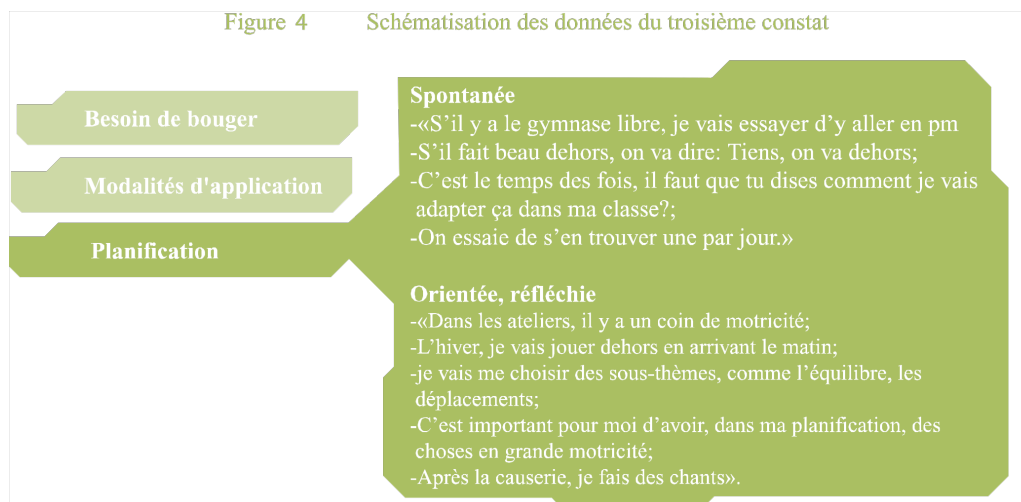 Figure 4 Schématisation des données du troisième constat
Besoin de bouger
Modalités d'application
Planification
Spontanée
-«S’il y a le gymnase libre, je vais essayer d’y aller en pm
-S’il fait beau dehors, on va dire: Tiens, on va dehors;
-C’est le temps des fois, il faut que tu dises comment je vais
adapter ça dans ma classe?;
-On essaie de s’en trouver une par jour.»
Orientée, réfléchie
-«Dans les ateliers, il y a un coin de motricité;
-L’hiver, je vais jouer dehors en arrivant le matin;
-je vais me choisir des sous-thèmes, comme l’équilibre, les
déplacements;
-C’est important pour moi d’avoir, dans ma planification, des
choses en grande motricité;
-Après la causerie, je fais des chants».